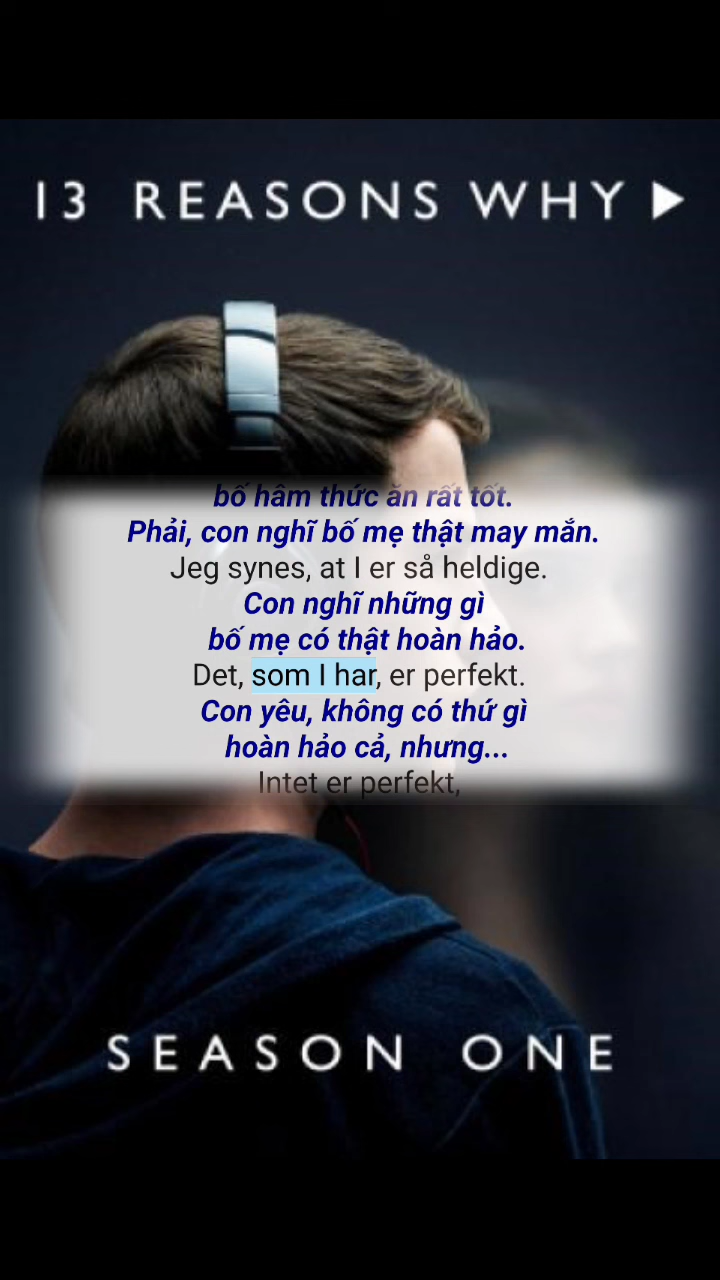 13 REASONS WHY
bố hâm thức ăn rất tốt.
Phải, con nghĩ bố mẹ thật may mắn.
Jeg synes, at I er så heldige.
Con nghĩ những gì
bố mẹ có thật hoàn hảo.
Det, som I har, er perfekt.
Con yêu, không có thứ gì
hoàn hảo cả, nhưng...
Intet er perfekt,
SEASON ONE